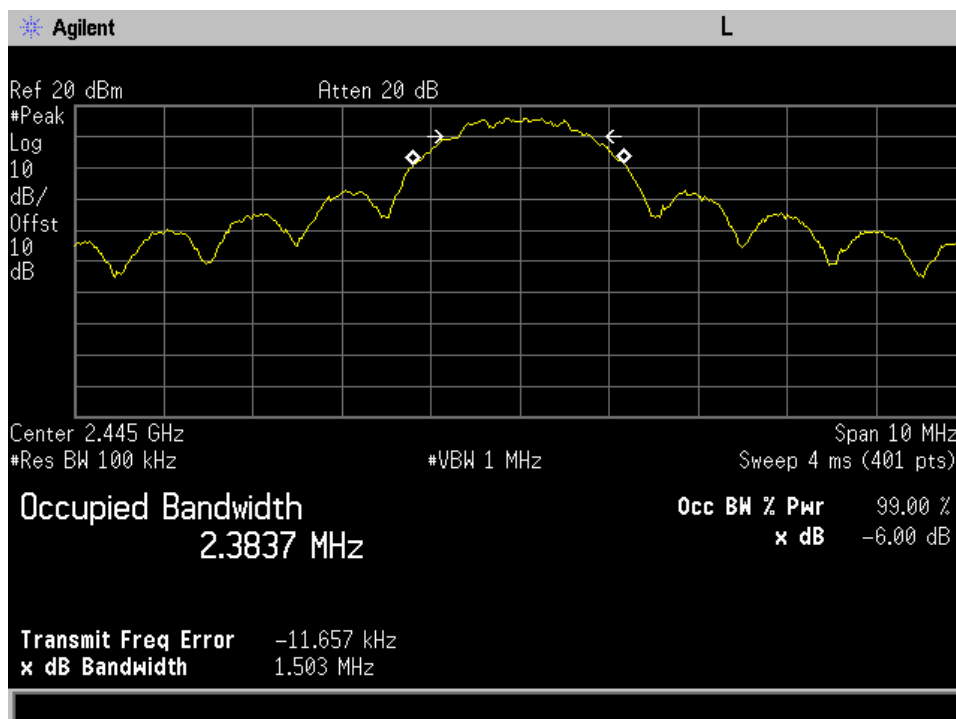 Agilent L
Ref 20 dBm Atten 20 dB
#Peak
Log
10
dB/
Offst
10
dB
Center 2.445 GHz Span 10 MHz
#Res BW 100 kHz #VBW 1 MHz Sweep 4 ms (401 pts)
Occupied Bandwidth
2.3837 MHz
Occ BW % Pwr 99.00 %
x dB -6.00 dB
Transmit Freq Error -11.657 kHz
x dB Bandwidth 1.503 MHz